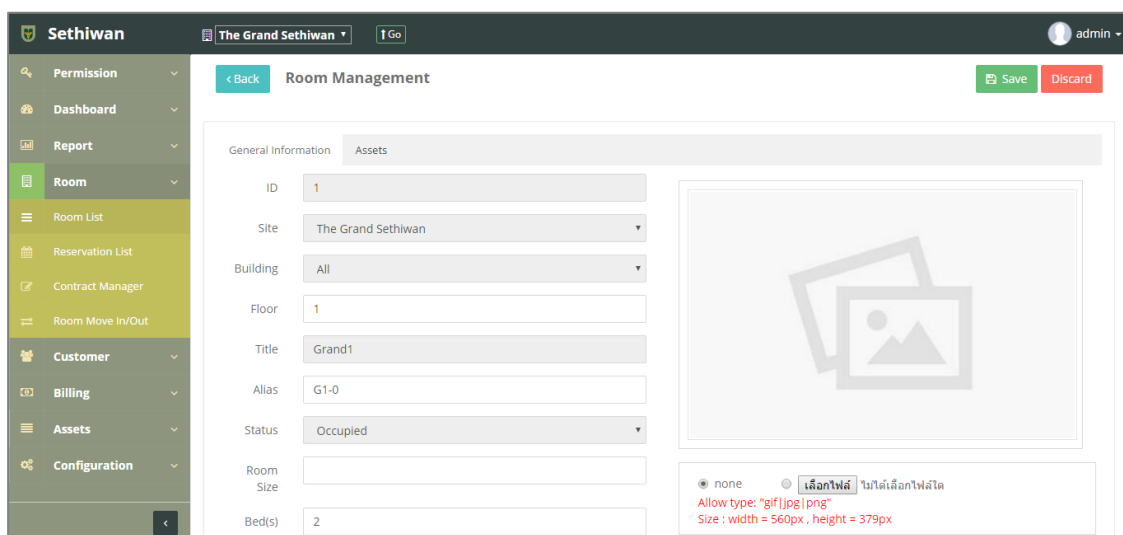 Sethiwan
The Grand Sethiwan
Go
admin
Permission
Dashboard
Report
Room
Room List
Reservation List
Contract Manager
Room Move In/Out
Customer
Billing
Assets
Configuration
Back
Room Management
Save
Discard
General Information
Assets
ID
1
Site
The Grand Sethiwan
Building
All
Floor
1
Title
Grand1
Alias
G1-0
Status
Occupied
Room
Size
Bed(s)
2
none
เลือกไฟล์ ไม่ได้เลือกไฟล์ใด
Allow type: "gif|jpg|png"
Size : width = 560px , height = 379px